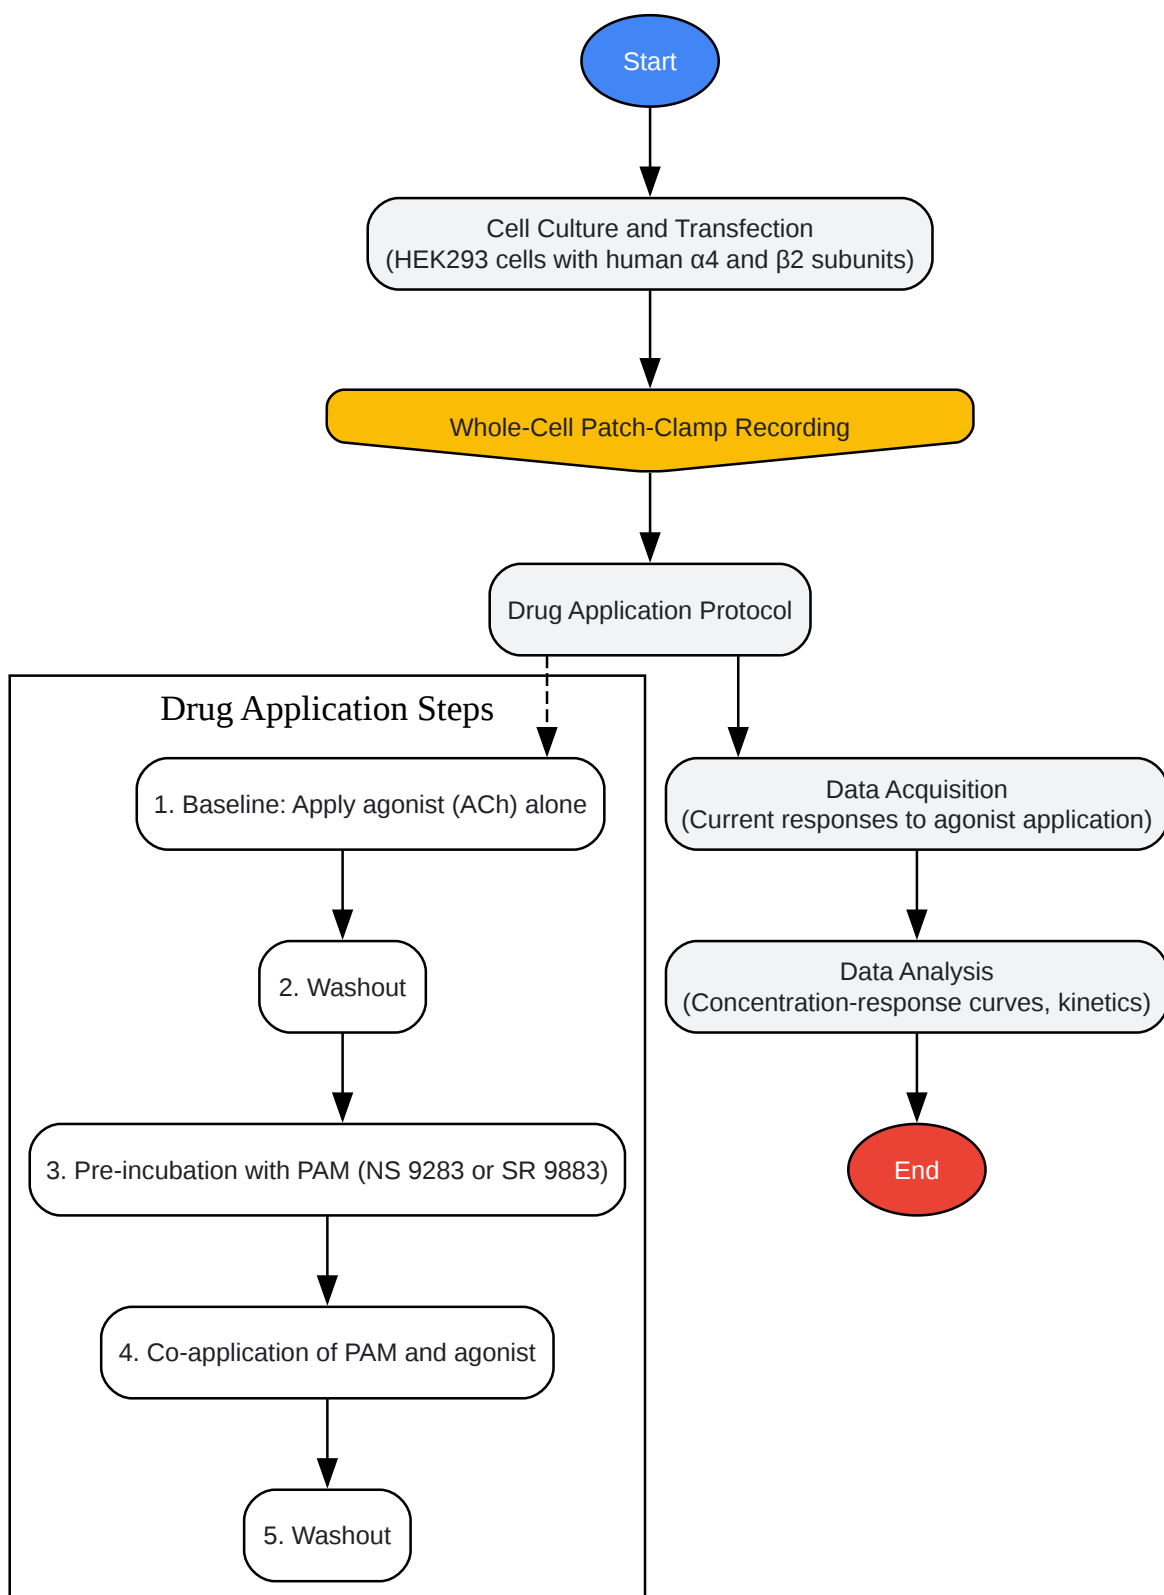 Start
Cell Culture and Transfection
(HEK293 cells with human α4 and β2 subunits)
Whole-Cell Patch-Clamp Recording
Drug Application Protocol
Drug Application Steps
1. Baseline: Apply agonist (ACh) alone
2. Washout
3. Pre-incubation with PAM (NS 9283 or SR 9883)
4. Co-application of PAM and agonist
5. Washout
Data Acquisition
(Current responses to agonist application)
Data Analysis
(Concentration-response curves, kinetics)
End